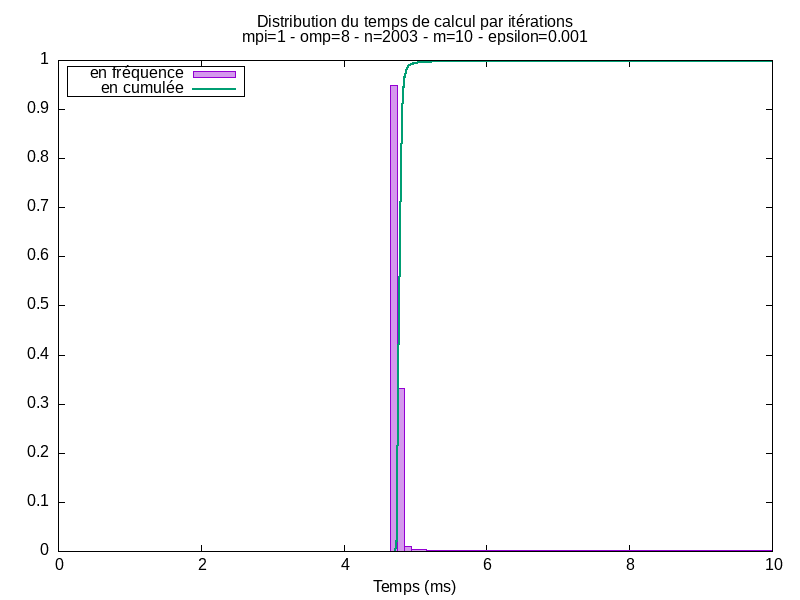 Distribution du temps de calcul par itérations
mpi=1 - omp=8 - n=2003 - m=10 - epsilon=0.001
en fréquence
en cumulée
1
0.9
0.8
0.7
0.6
0.5
0.4
0.3
0.2
0.1
0
0 2 4 6 8 10
Temps (ms)